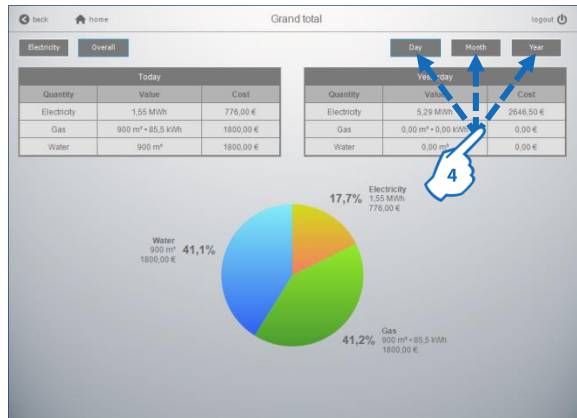 back
home
Grand total
logout
Electricity
Overall
Day
Month
Year
Today
Quantity Value Cost
Electricity 1,55 MWh 776,00 €
Gas 900 m³ • 85,5 kWh 1800,00 €
Water 900 m³ 1800,00 €
Yesterday
Quantity Value Cost
Electricity 5,29 MWh 2646,50 €
Gas 0,00 m³ • 0,00 kWh 0,00 €
Water 0,00 m³ 0,00 €
4
17,7%
Electricity
1,55 MWh
776,00 €
Water
900 m³
1800,00 €
41,1%
41,2%
Gas
900 m³ • 85,5 kWh
1800,00 €